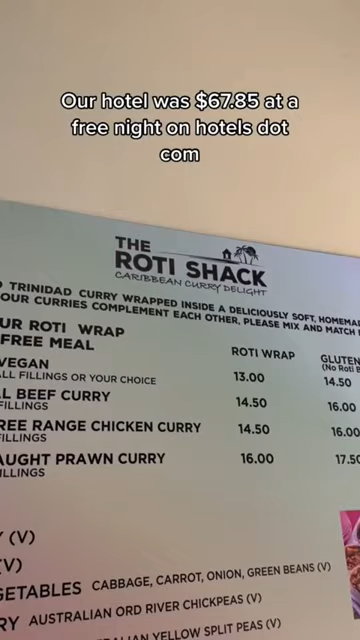 Our hotel was $67.85 at a
free night on hotels dot
com
THE
ROTI SHACK
CARIBBEAN CURRY DELIGHT
TRINIDAD CURRY WRAPPED INSIDE A DELICIOUSLY SOFT, HOMEMA
OUR CURRIES COMPLEMENT EACH OTHER, PLEASE MIX AND MATCH
UR ROTI WRAP
FREE MEAL
ROTI WRAP GLUTEN
(No Roti B
VEGAN 13.00 14.50
ALL FILLINGS OR YOUR CHOICE
L BEEF CURRY 14.50 16.00
FILLINGS
REE RANGE CHICKEN CURRY 14.50 16.00
FILLINGS
AUGHT PRAWN CURRY 16.00 17.50
ILLINGS
(V)
(V)
GETABLES CABBAGE, CARROT, ONION, GREEN BEANS (V)
RY AUSTRALIAN ORD RIVER CHICKPEAS (V)
ALIAN YELLOW SPLIT PEAS (V)